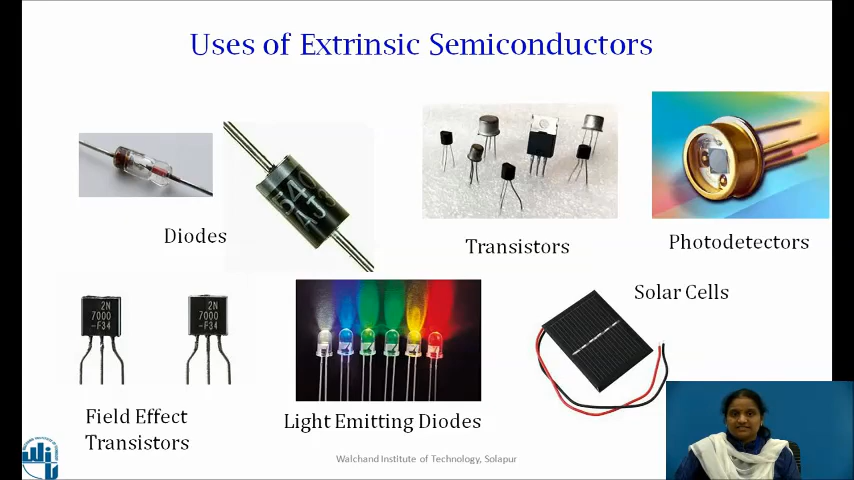 Uses of Extrinsic Semiconductors
540
Diodes
Transistors
Photodetectors
2N
7000
-F34
2N
7000
-F34
Solar Cells
Field Effect
Transistors
Light Emitting Diodes
Walchand Institute of Technology, Solapur